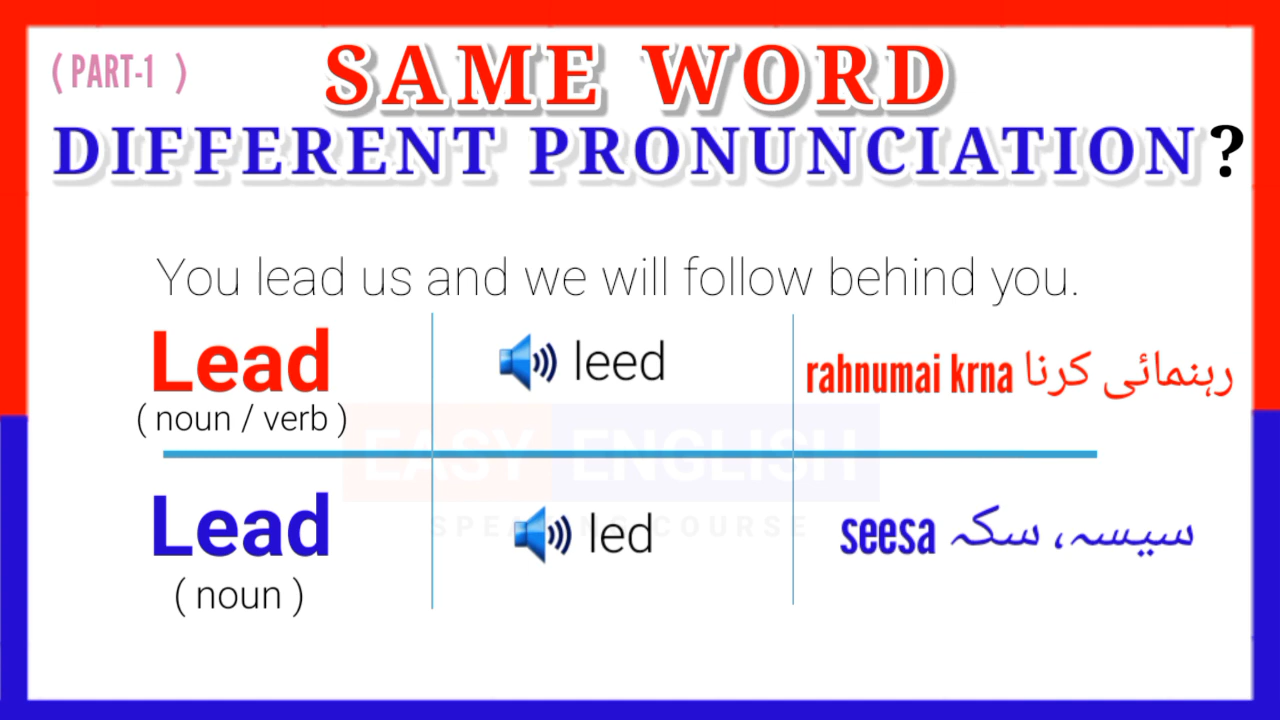 ( PART-1 )
SAME WORD
DIFFERENT PRONUNCIATION?
You lead us and we will follow behind you.
Lead
( noun / verb )
leed
rahnumai krna رہنمائی کرنا
EASY ENGLISH
SPEAKING COURSE
Lead
( noun )
led
seesa سیسہ، سکہ